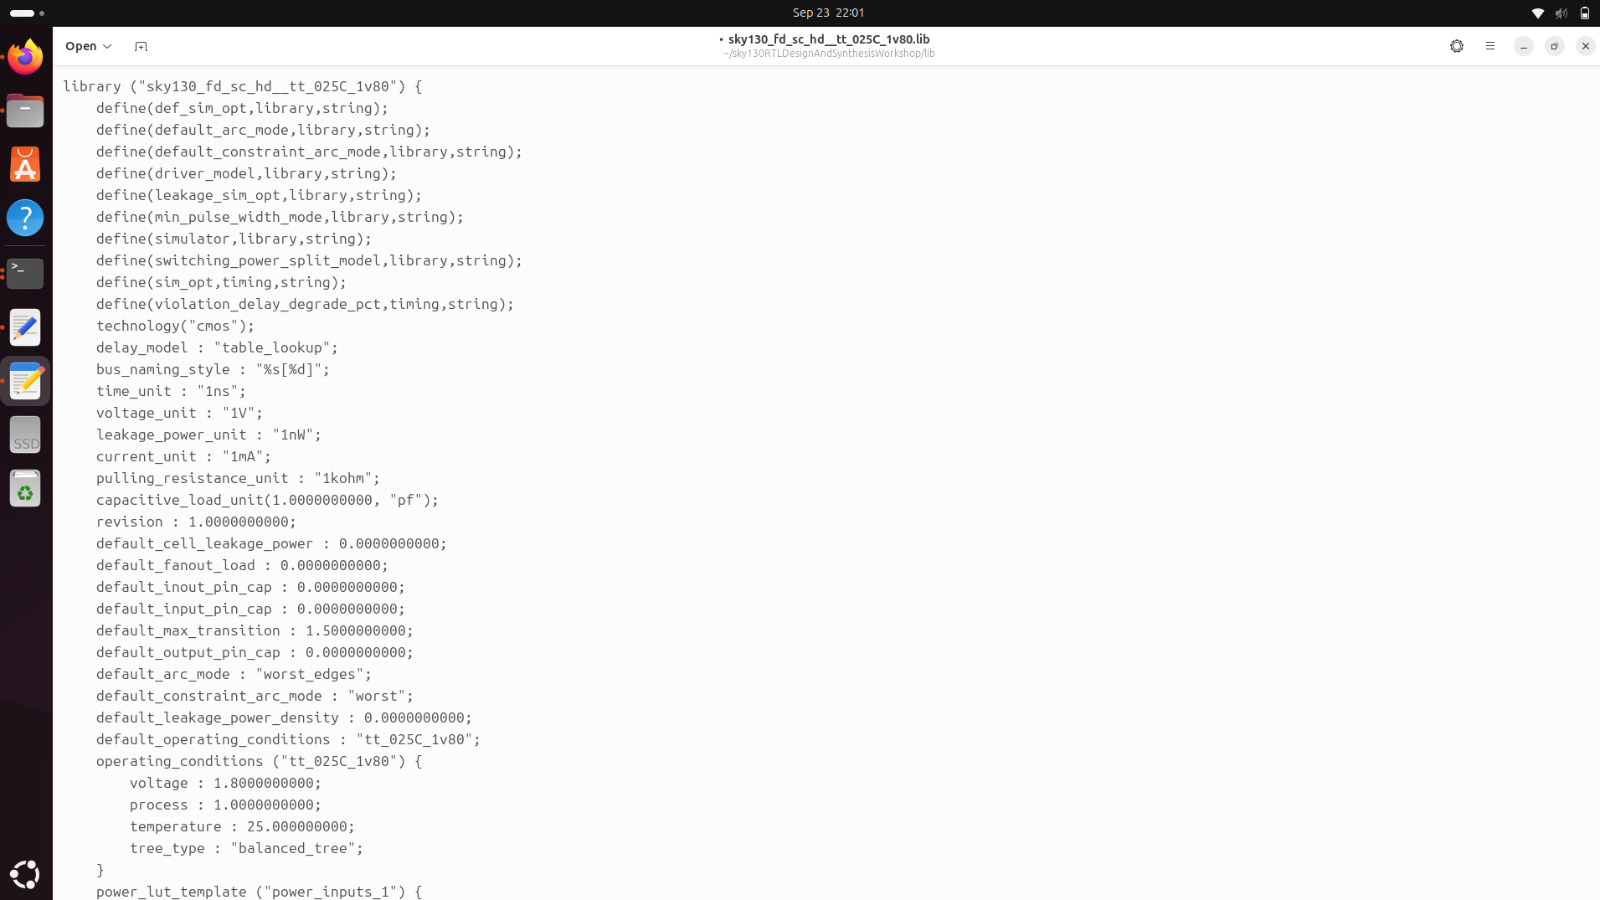 Sep 23 22:01
Open
• sky130_fd_sc_hd__tt_025C_1v80.lib
~/sky130RTLDesignAndSynthesisWorkshop/lib
library ("sky130_fd_sc_hd__tt_025C_1v80") {
    define(def_sim_opt,library,string);
    define(default_arc_mode,library,string);
    define(default_constraint_arc_mode,library,string);
    define(driver_model,library,string);
    define(leakage_sim_opt,library,string);
    define(min_pulse_width_mode,library,string);
    define(simulator,library,string);
    define(switching_power_split_model,library,string);
    define(sim_opt,timing,string);
    define(violation_delay_degrade_pct,timing,string);
    technology("cmos");
    delay_model : "table_lookup";
    bus_naming_style : "%s[%d]";
    time_unit : "1ns";
    voltage_unit : "1V";
    leakage_power_unit : "1nW";
    current_unit : "1mA";
    pulling_resistance_unit : "1kohm";
    capacitive_load_unit(1.0000000000, "pf");
    revision : 1.0000000000;
    default_cell_leakage_power : 0.0000000000;
    default_fanout_load : 0.0000000000;
    default_inout_pin_cap : 0.0000000000;
    default_input_pin_cap : 0.0000000000;
    default_max_transition : 1.5000000000;
    default_output_pin_cap : 0.0000000000;
    default_arc_mode : "worst_edges";
    default_constraint_arc_mode : "worst";
    default_leakage_power_density : 0.0000000000;
    default_operating_conditions : "tt_025C_1v80";
    operating_conditions ("tt_025C_1v80") {
        voltage : 1.8000000000;
        process : 1.0000000000;
        temperature : 25.000000000;
        tree_type : "balanced_tree";
    }
    power_lut_template ("power_inputs_1") {
>_
?
SSD